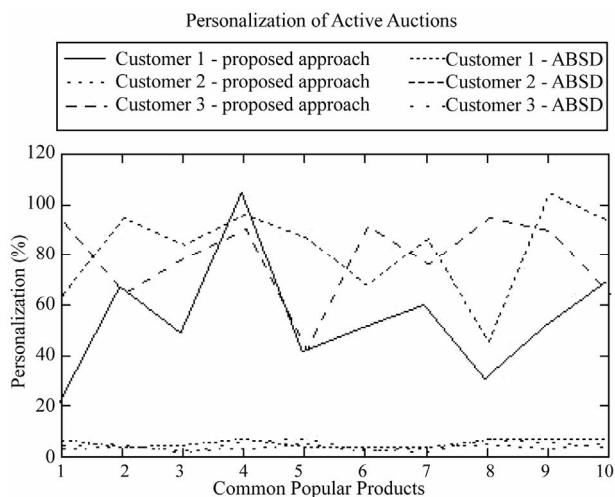 Personalization of Active Auctions
Customer 1 - proposed approach
Customer 2 - proposed approach
Customer 3 - proposed approach
Customer 1 - ABSD
Customer 2 - ABSD
Customer 3 - ABSD
Personalization (%)
120
100
80
60
40
20
0
1 2 3 4 5 6 7 8 9 10
Common Popular Products